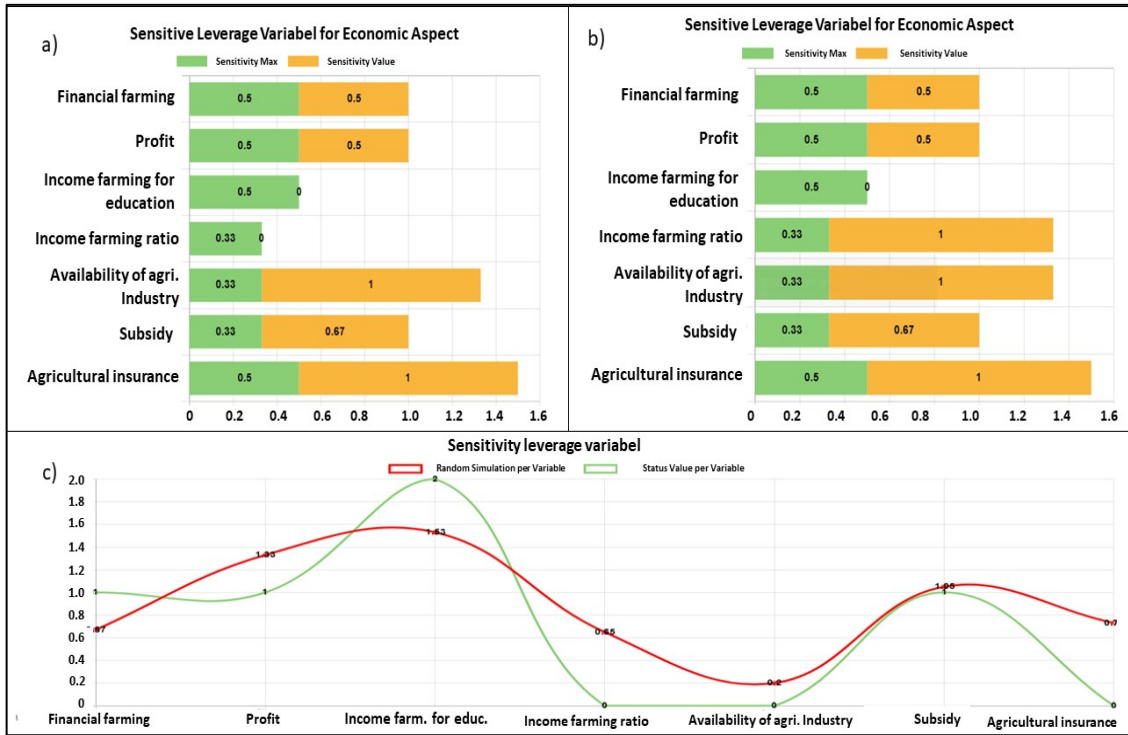 a)
Sensitive Leverage Variabel for Economic Aspect
Sensitivity Max Sensitivity Value
Financial farming 0.5 0.5
Profit 0.5 0.5
Income farming for
education 0.5 0
Income farming ratio 0.33 0
Availability of agri.
Industry 0.33 1
Subsidy 0.33 0.67
Agricultural insurance 0.5 1
0 0.2 0.4 0.6 0.8 1.0 1.2 1.4 1.6
b)
Sensitive Leverage Variabel for Economic Aspect
Sensitivity Max Sensitivity Value
Financial farming 0.5 0.5
Profit 0.5 0.5
Income farming for
education 0.5 0
Income farming ratio 0.33 1
Availability of agri.
Industry 0.33 1
Subsidy 0.33 0.67
Agricultural insurance 0.5 1
0 0.2 0.4 0.6 0.8 1.0 1.2 1.4 1.6
c)
Sensitivity leverage variabel
Random Simulation per Variable Status Value per Variable
2.0 2
1.8
1.6 1.53
1.4 1.33
1.2
1.0 1 1 1.05 1
0.8
0.6 0.65
0.4
0.2 0.2
0 0 0 0
Financial farming Profit Income farm. for educ. Income farming ratio Availability of agri. Industry Subsidy Agricultural insurance